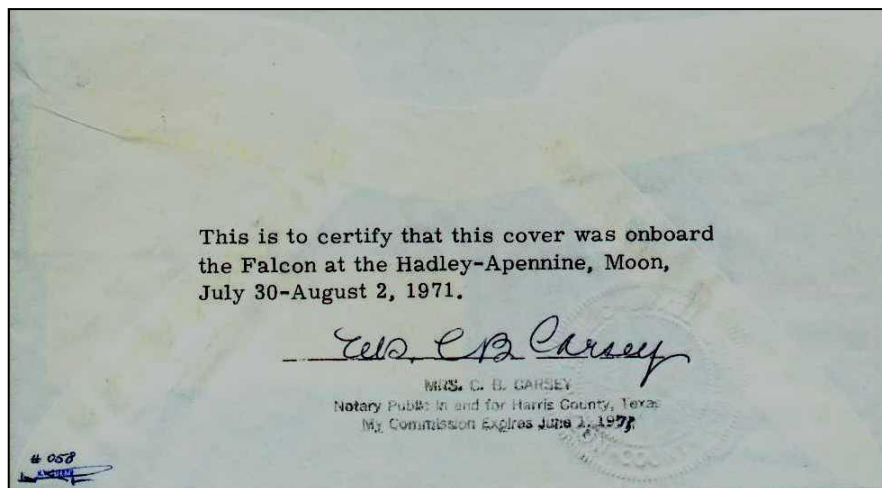 This is to certify that this cover was onboard
the Falcon at the Hadley-Apennine, Moon,
July 30-August 2, 1971.
Mrs. C B Carsey
MRS. C. B. CARSEY
Notary Public in and for Harris County, Texas
My Commission Expires June 1, 1973
# 058